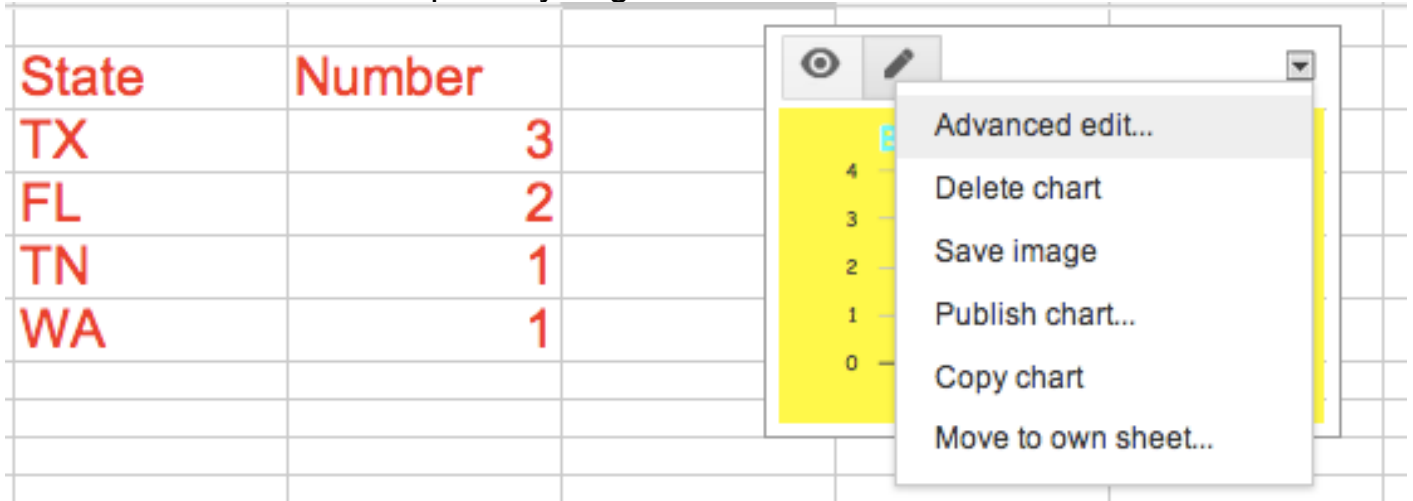 State Number
TX 3
FL 2
TN 1
WA 1
4
3
2
1
0
Advanced edit...
Delete chart
Save image
Publish chart...
Copy chart
Move to own sheet...